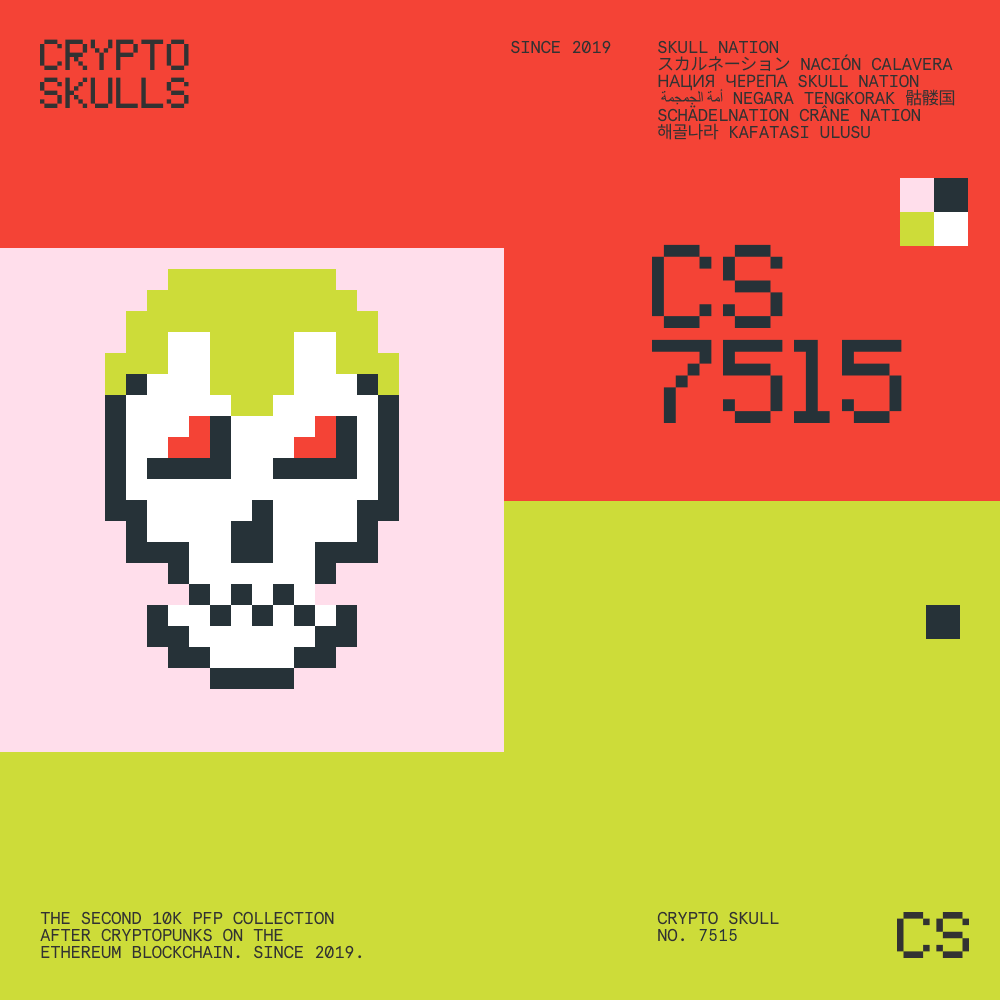 CRYPTO
SKULLS
SINCE 2019
SKULL NATION
スカルネーション NACIÓN CALAVERA
НАЦИЯ ЧЕРЕПА SKULL NATION
أمة الجمجمة NEGARA TENGKORAK 骷髅国
SCHÄDELNATION CRÂNE NATION
해골나라 KAFATASI ULUSU
CS
7515
THE SECOND 10K PFP COLLECTION
AFTER CRYPTOPUNKS ON THE
ETHEREUM BLOCKCHAIN. SINCE 2019.
CRYPTO SKULL
NO. 7515
CS